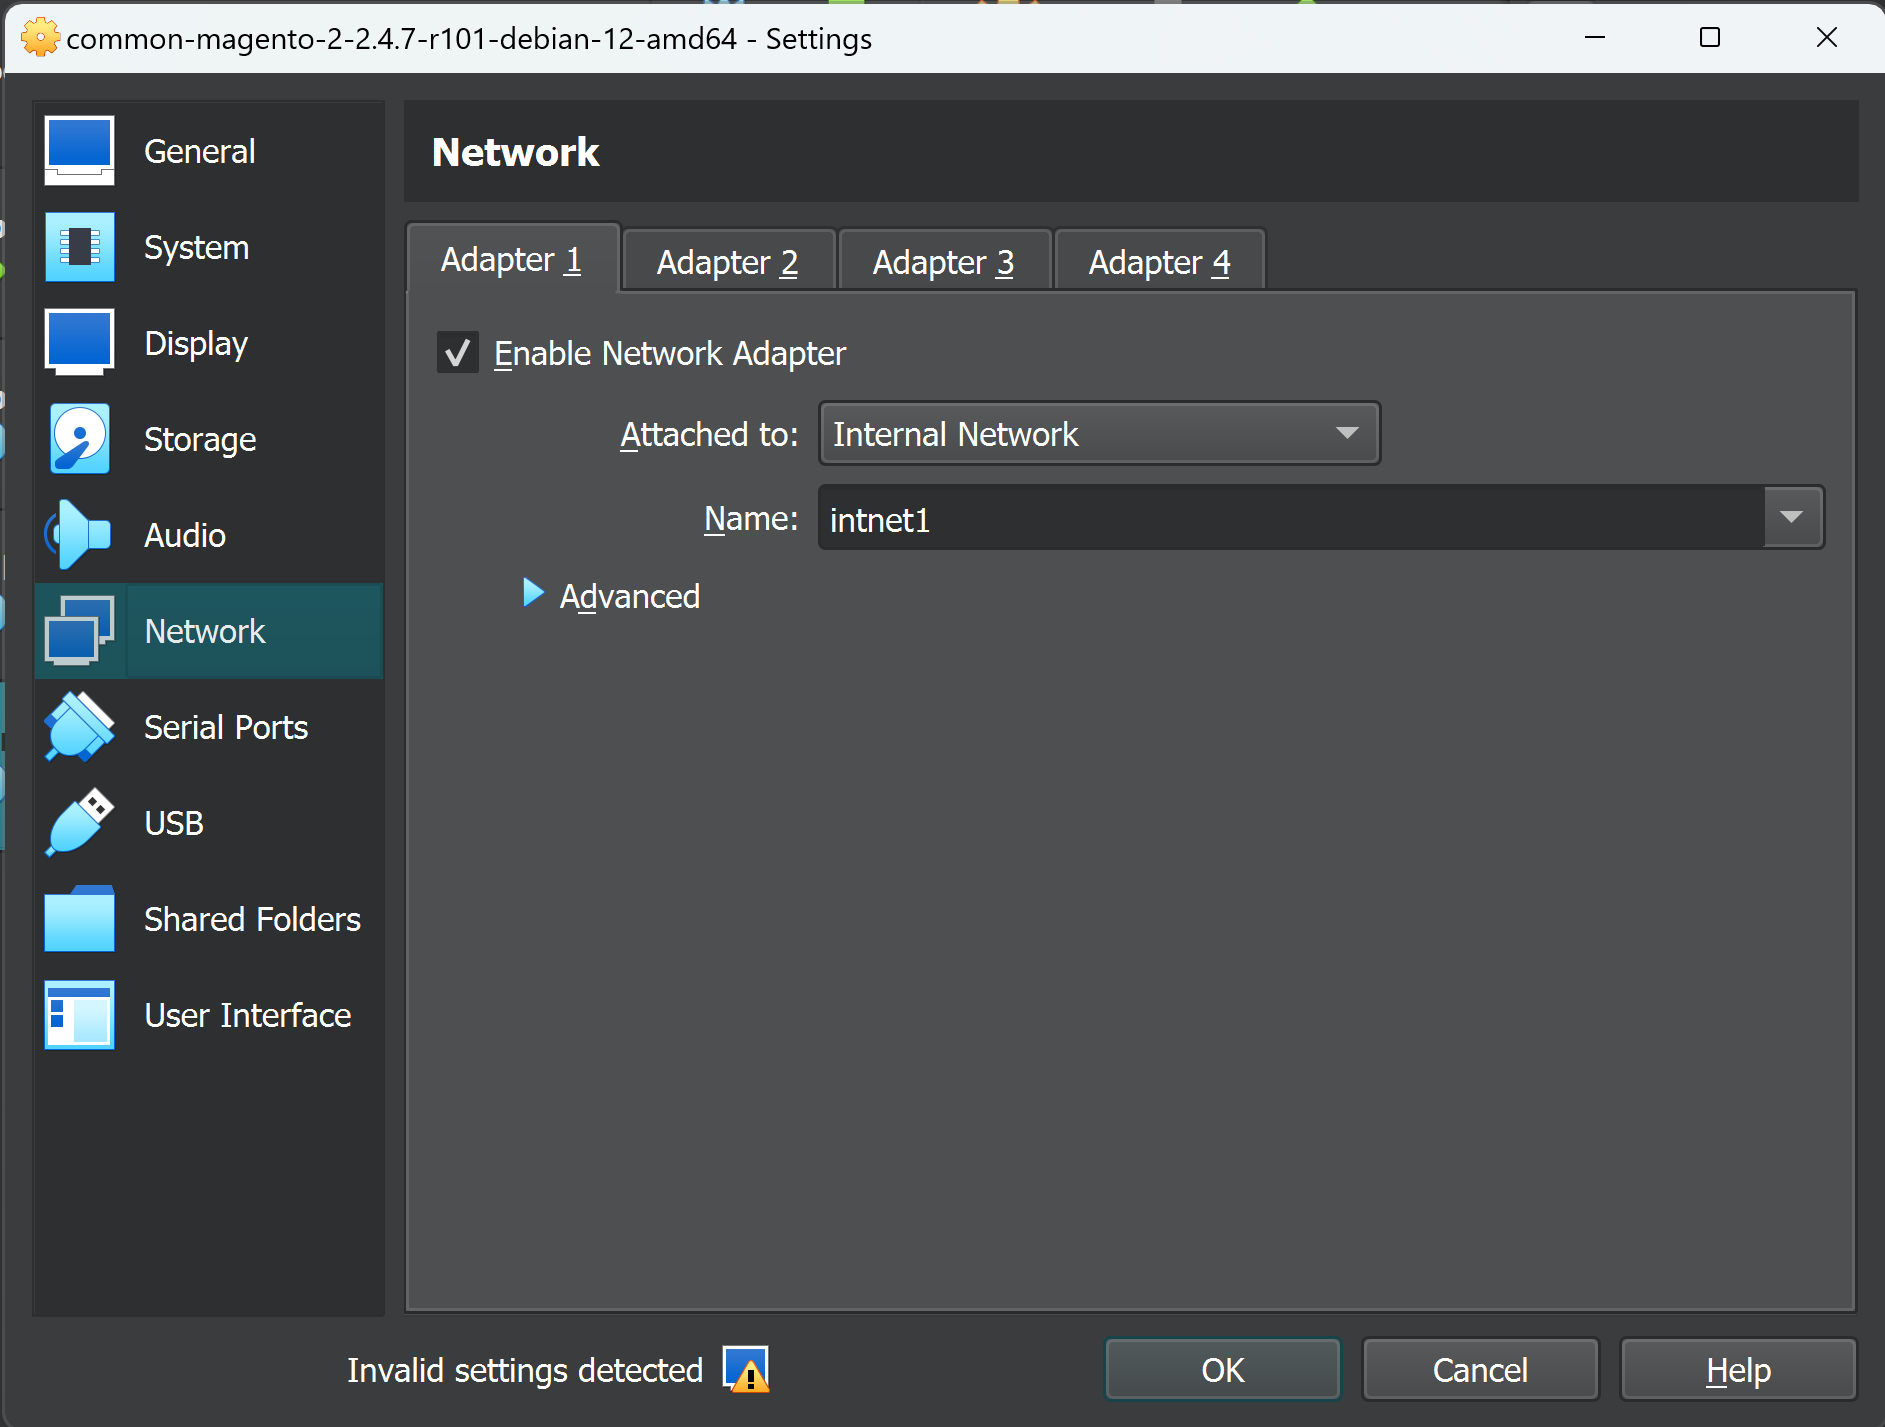 common-magento-2-2.4.7-r101-debian-12-amd64 - Settings
General
System
Display
Storage
Audio
Network
Serial Ports
USB
Shared Folders
User Interface
Network
Adapter 1
Adapter 2
Adapter 3
Adapter 4
Enable Network Adapter
Attached to: Internal Network
Name: intnet1
Advanced
Invalid settings detected
OK
Cancel
Help